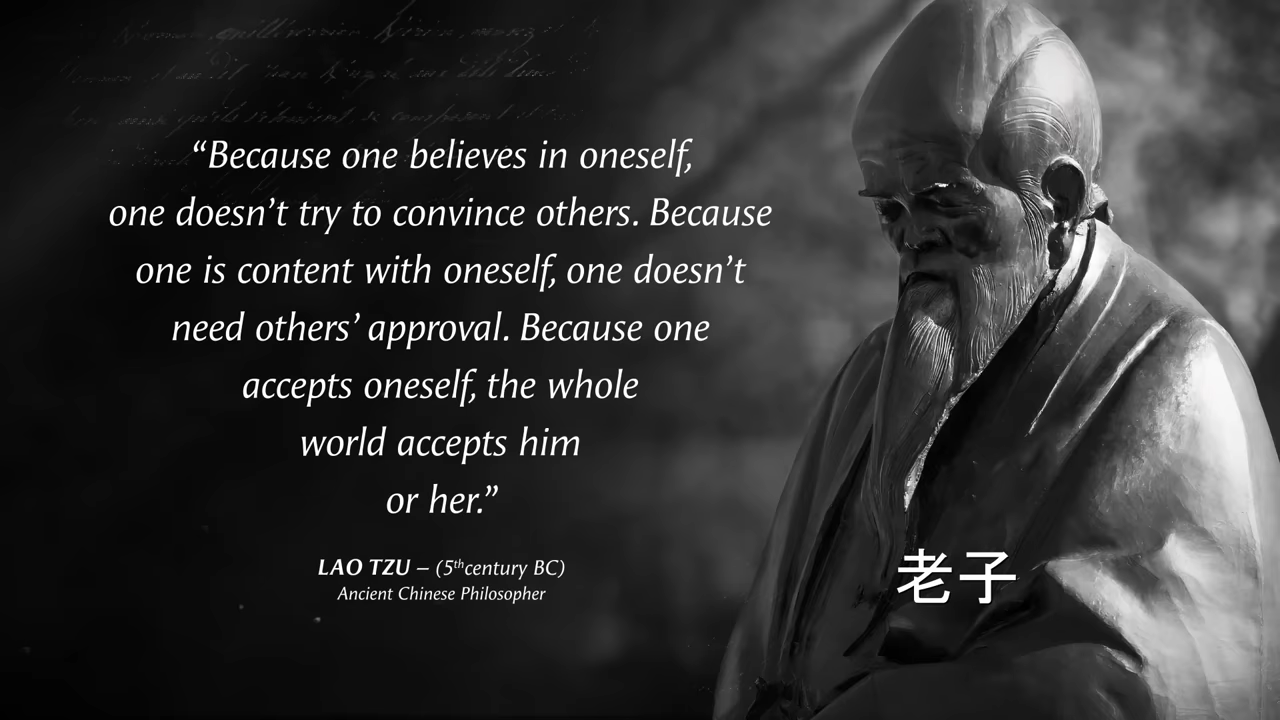 “Because one believes in oneself,
one doesn’t try to convince others. Because
one is content with oneself, one doesn’t
need others’ approval. Because one
accepts oneself, the whole
world accepts him
or her.”
LAO TZU – (5th century BC)
Ancient Chinese Philosopher
老子